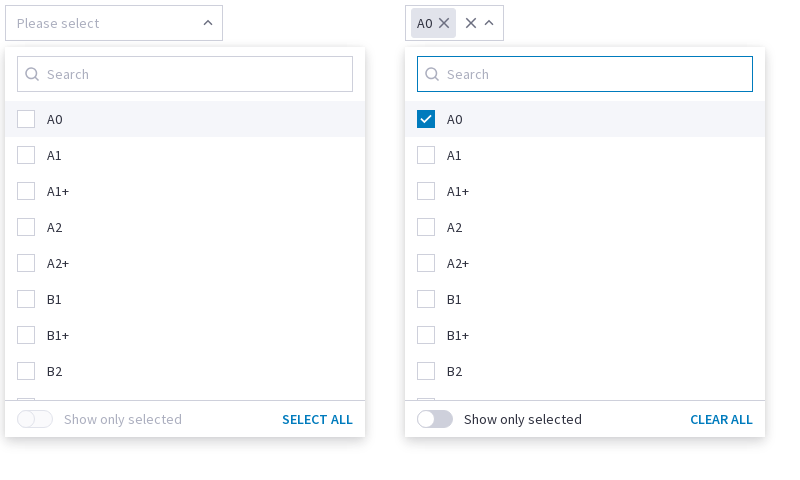 Please select
Search
A0
A1
A1+
A2
A2+
B1
B1+
B2
Show only selected
SELECT ALL
A0
Search
A0
A1
A1+
A2
A2+
B1
B1+
B2
Show only selected
CLEAR ALL